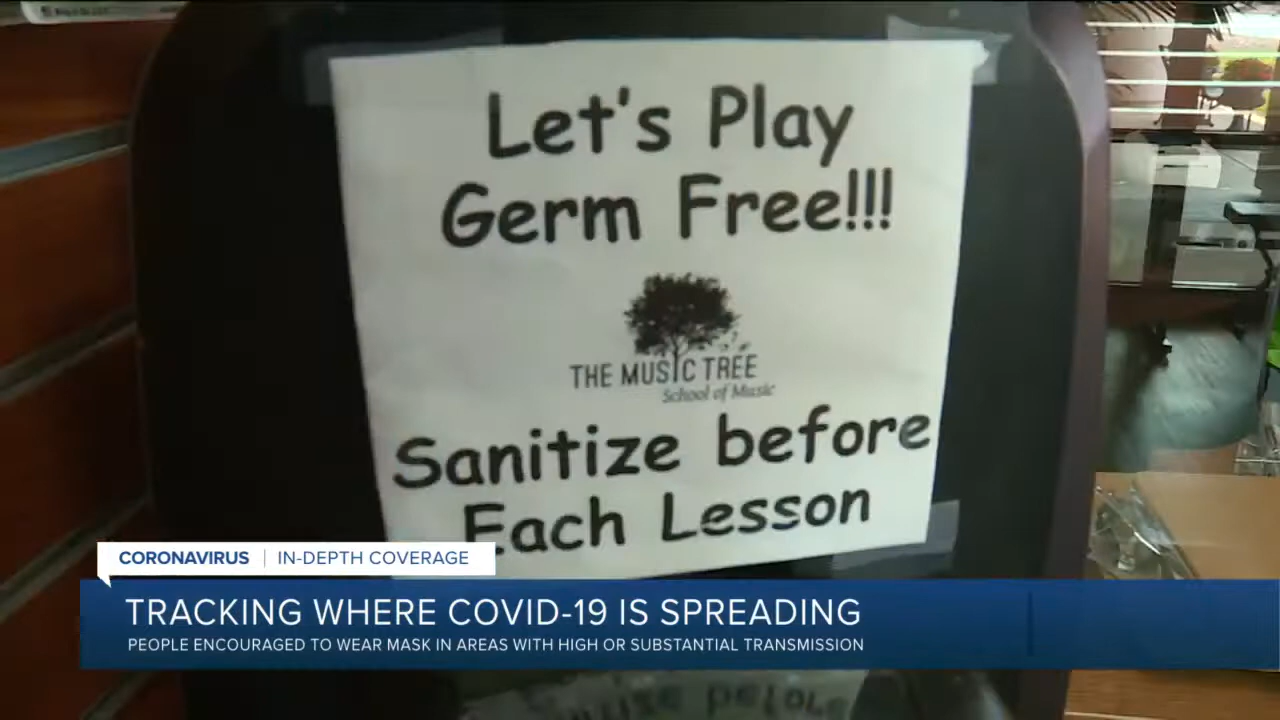 Let's Play
Germ Free!!!
THE MUSIC TREE
School of Music
Sanitize before
Each Lesson
CORONAVIRUS | IN-DEPTH COVERAGE
TRACKING WHERE COVID-19 IS SPREADING
PEOPLE ENCOURAGED TO WEAR MASK IN AREAS WITH HIGH OR SUBSTANTIAL TRANSMISSION